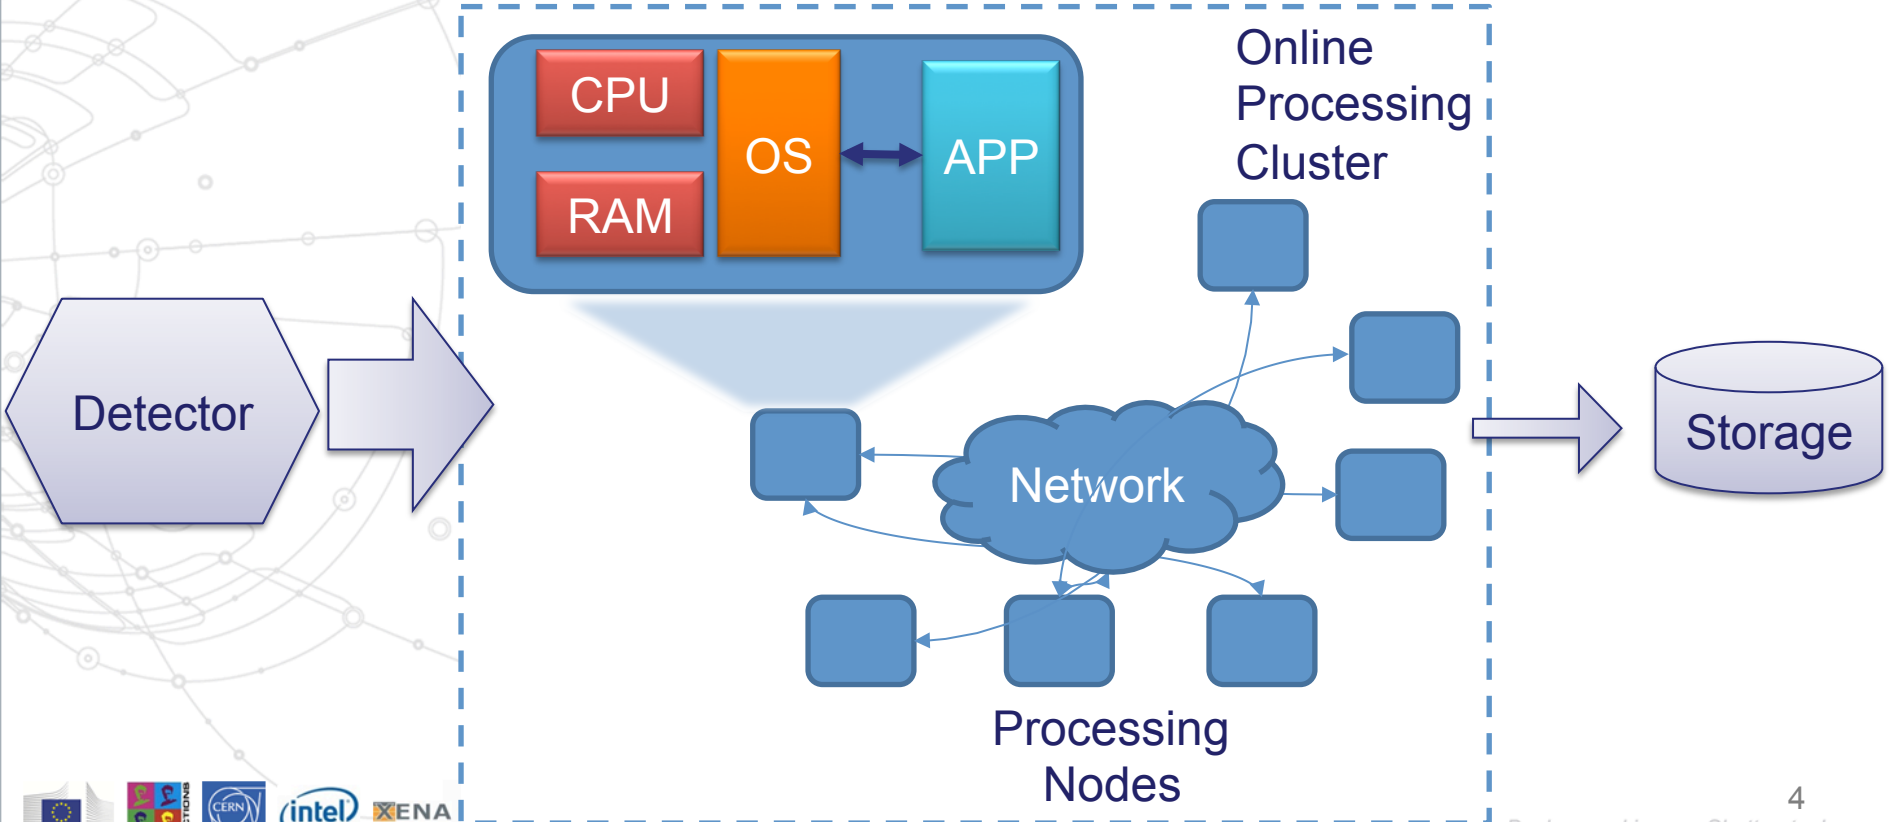 Online
Processing
Cluster
CPU
OS
APP
RAM
Detector
Storage
Network
Processing
Nodes
CERN
intel
XENA
4